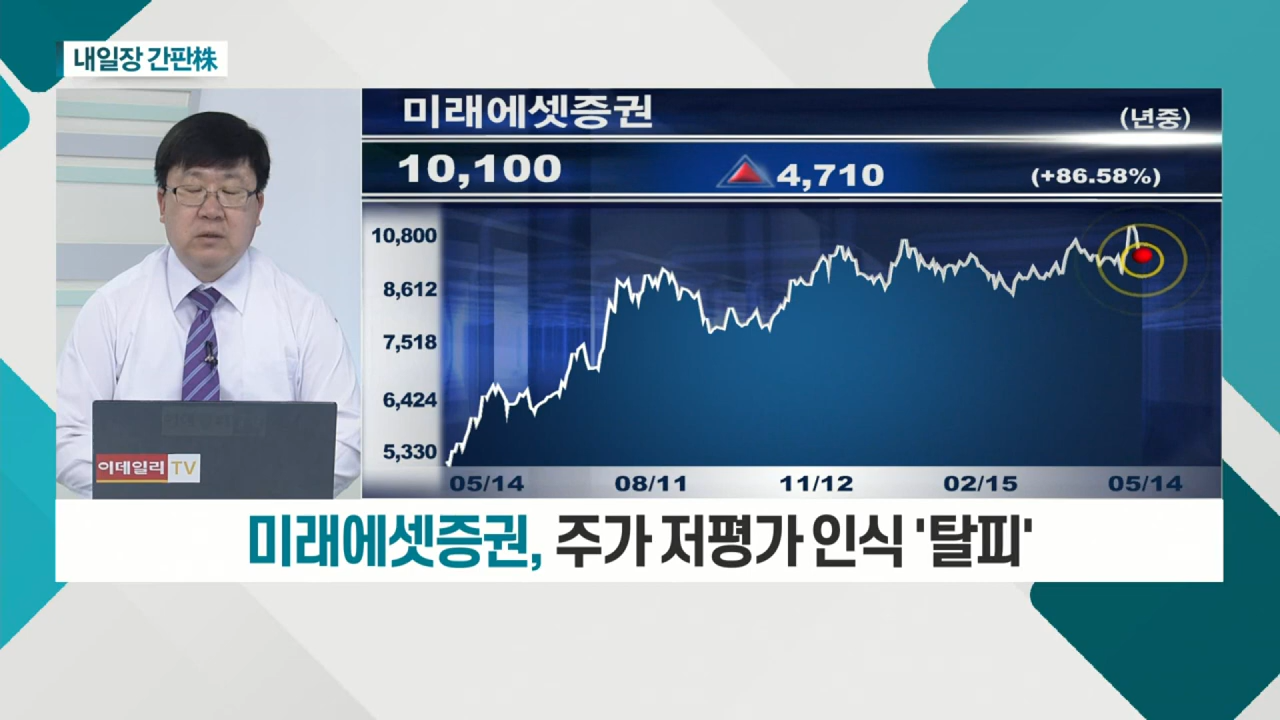 내일장 간판株
미래에셋증권
(년중)
10,100
4,710
(+86.58%)
10,800
8,612
7,518
6,424
5,330
05/14
08/11
11/12
02/15
05/14
이데일리 TV
미래에셋증권, 주가 저평가 인식 '탈피'